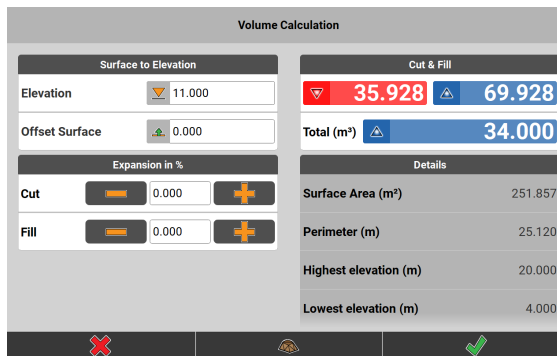 Volume Calculation
Surface to Elevation
Elevation 11.000
Offset Surface 0.000
Expansion in %
Cut 0.000
Fill 0.000
Cut & Fill
35.928 69.928
Total (m³) 34.000
Details
Surface Area (m²) 251.857
Perimeter (m) 25.120
Highest elevation (m) 20.000
Lowest elevation (m) 4.000